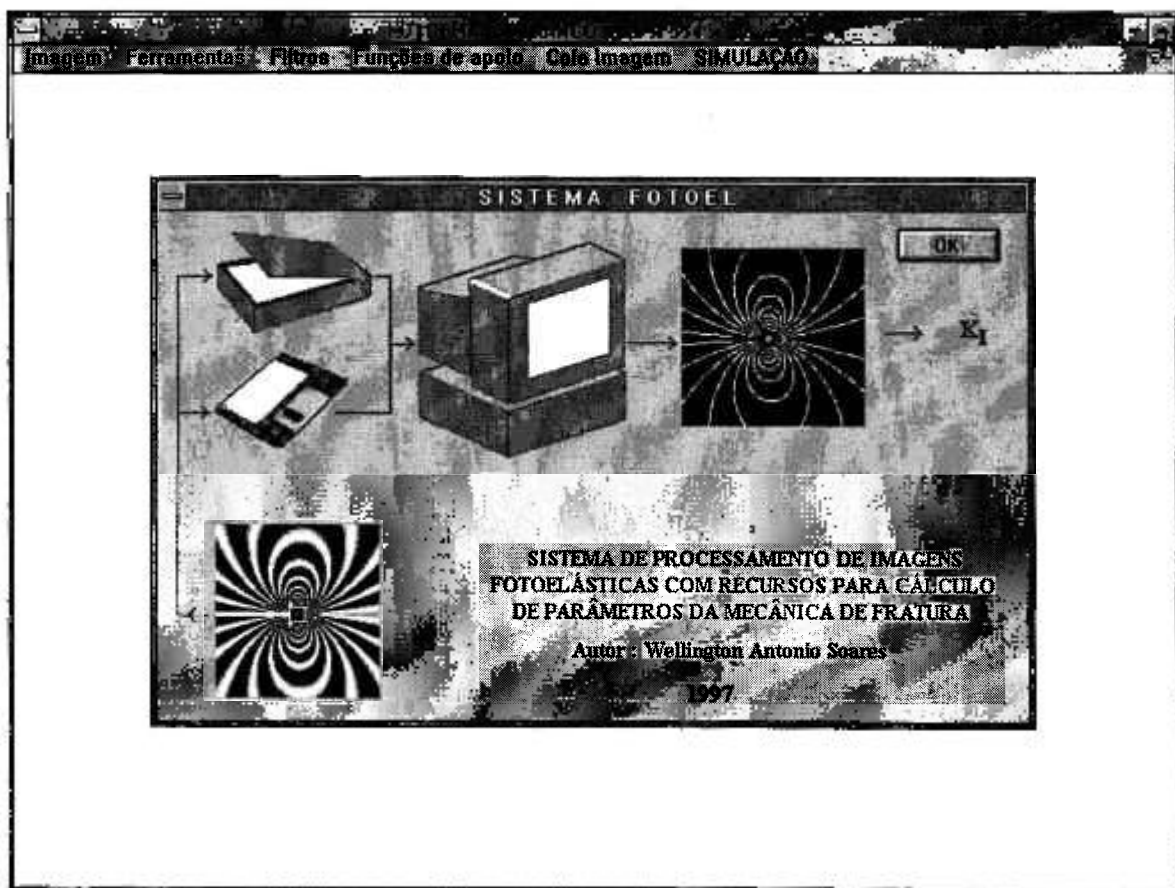 Imagem Ferramentas Filtros Funções de apoio Cola Imagem SIMULAÇÃO
SISTEMA FOTOEL
OK
K_I
SISTEMA DE PROCESSAMENTO DE IMAGENS
FOTOELÁSTICAS COM RECURSOS PARA CÁLCULO
DE PARÂMETROS DA MECÂNICA DE FRATURA
Autor : Wellington Antonio Soares
1997